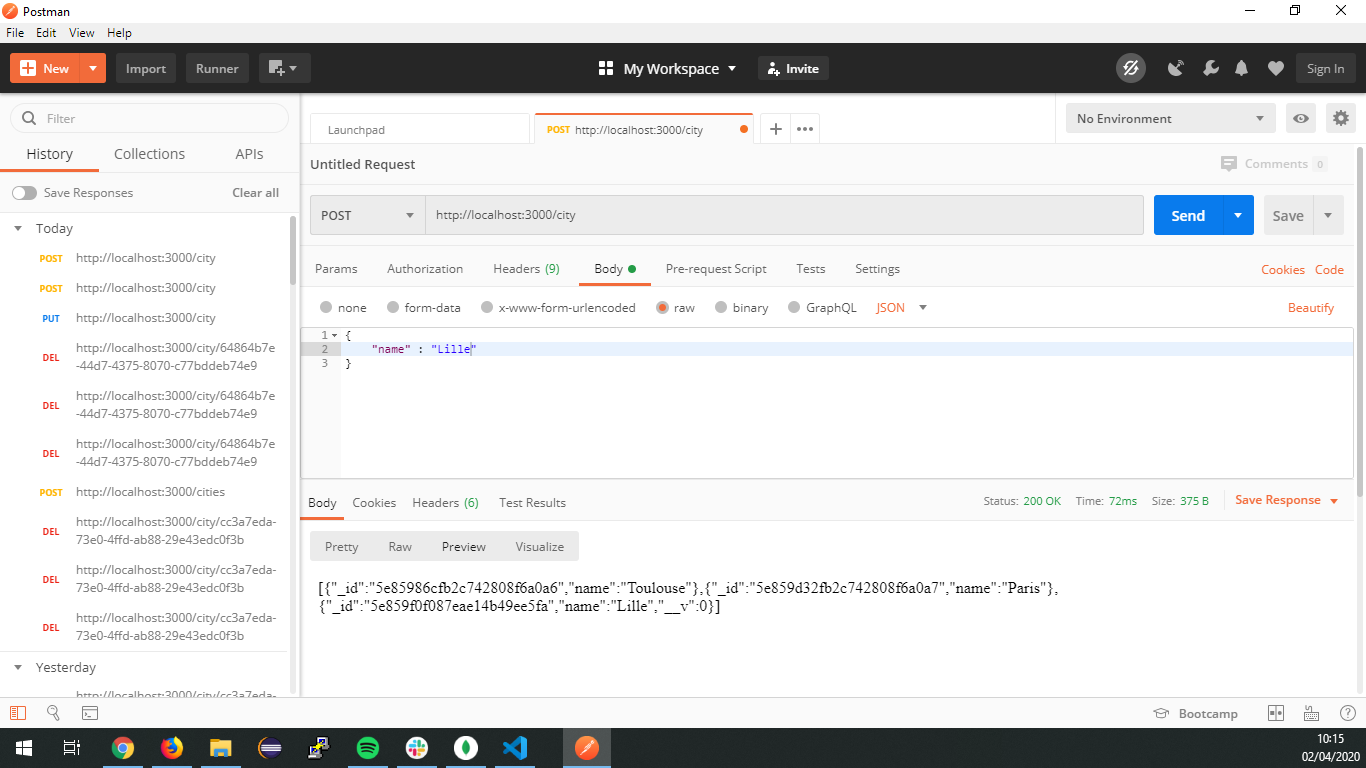 Postman
File Edit View Help
New Import Runner My Workspace Invite Sign In
Filter
History Collections APIs
Save Responses Clear all
Today
POST http://localhost:3000/city
POST http://localhost:3000/city
PUT http://localhost:3000/city
DEL http://localhost:3000/city/64864b7e
-44d7-4375-8070-c77bddeb74e9
DEL http://localhost:3000/city/64864b7e
-44d7-4375-8070-c77bddeb74e9
DEL http://localhost:3000/city/64864b7e
-44d7-4375-8070-c77bddeb74e9
POST http://localhost:3000/cities
DEL http://localhost:3000/city/cc3a7eda-
73e0-4ffd-ab88-29e43edc0f3b
DEL http://localhost:3000/city/cc3a7eda-
73e0-4ffd-ab88-29e43edc0f3b
DEL http://localhost:3000/city/cc3a7eda-
73e0-4ffd-ab88-29e43edc0f3b
Yesterday
http://localhost:3000/city/cc3a7eda-
Launchpad POST http://localhost:3000/city No Environment
Untitled Request Comments 0
POST http://localhost:3000/city Send Save
Params Authorization Headers (9) Body Pre-request Script Tests Settings Cookies Code
none form-data x-www-form-urlencoded raw binary GraphQL JSON Beautify
1 {
2 "name" : "Lille"
3 }
Body Cookies Headers (6) Test Results Status: 200 OK Time: 72ms Size: 375 B Save Response
Pretty Raw Preview Visualize
[{"_id":"5e85986cfb2c742808f6a0a6","name":"Toulouse"},{"_id":"5e859d32fb2c742808f6a0a7","name":"Paris"},
{"_id":"5e859f0f087eae14b49ee5fa","name":"Lille","__v":0}]
Bootcamp
10:15
02/04/2020